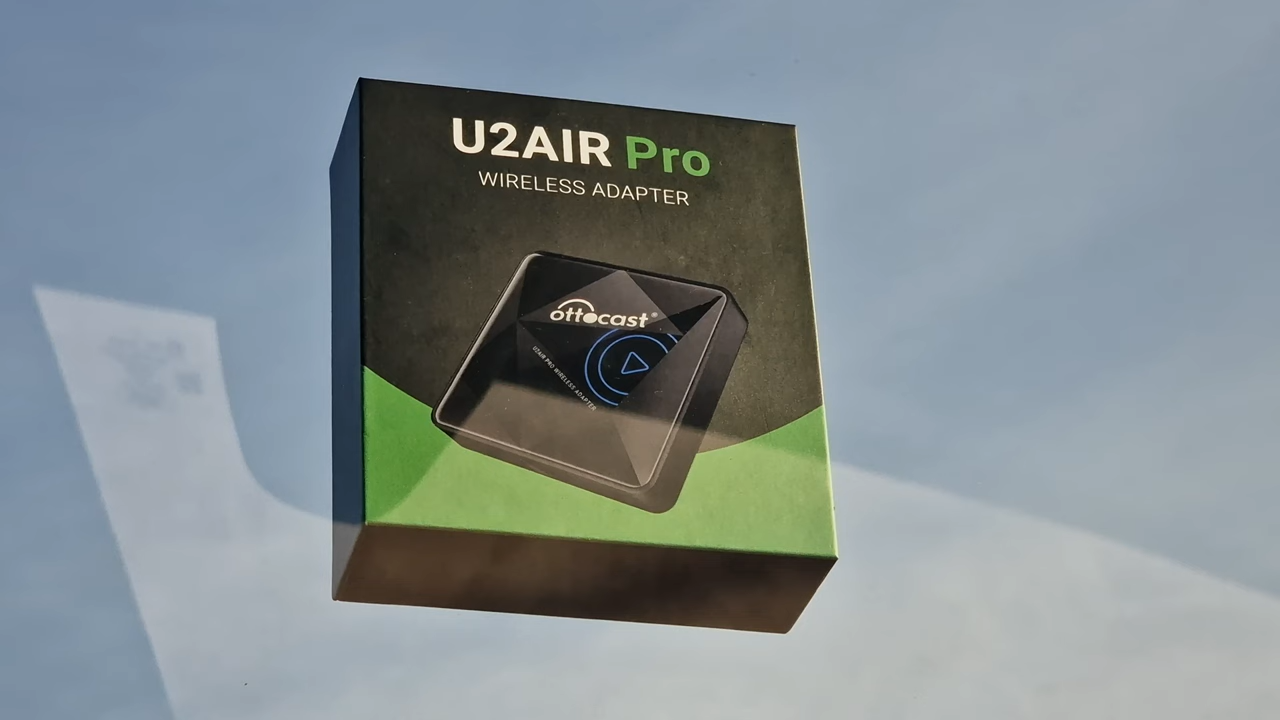 U2AIR Pro
WIRELESS ADAPTER
ottocast®
U2AIR PRO WIRELESS ADAPTER